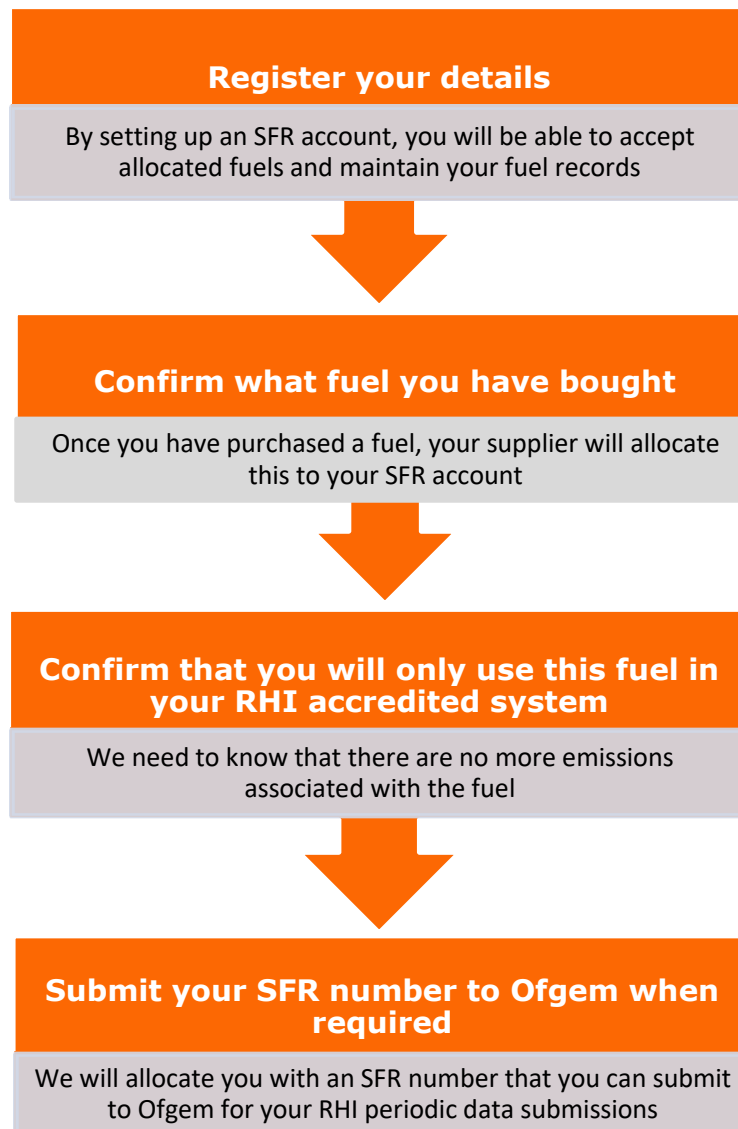 Register your details
By setting up an SFR account, you will be able to accept
allocated fuels and maintain your fuel records
Confirm what fuel you have bought
Once you have purchased a fuel, your supplier will allocate
this to your SFR account
Confirm that you will only use this fuel in
your RHI accredited system
We need to know that there are no more emissions
associated with the fuel
Submit your SFR number to Ofgem when
required
We will allocate you with an SFR number that you can submit
to Ofgem for your RHI periodic data submissions